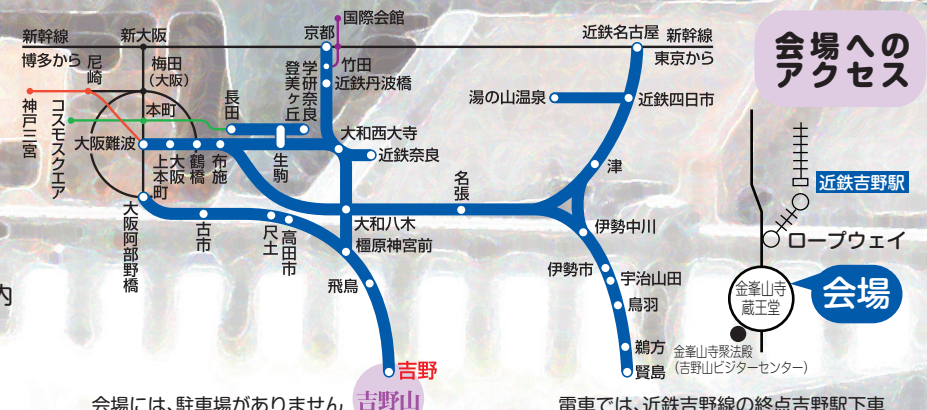 会場への
アクセス
国際会館
新幹線
新大阪
京都
近鉄名古屋
新幹線
博多から
東京から
尼崎
梅田
(大阪)
竹田
近鉄丹波橋
学研奈良
登美ヶ丘
湯の山温泉
近鉄四日市
神戸三宮
コスモスクエア
本町
長田
大和西大寺
大阪難波
近鉄奈良
上本町
大阪
鶴橋
布施
生駒
名張
津
近鉄吉野駅
ロープウェイ
大阪阿部野橋
古市
尺土
高田市
大和八木
橿原神宮前
伊勢中川
伊勢市
宇治山田
飛鳥
鳥羽
金峯山寺
蔵王堂
会場
内
鵜方
賢島
金峯山寺聚法殿
(吉野山ビジターセンター)
吉野
吉野山
会場には、駐車場がありません
電車では、近鉄吉野線の終点吉野駅下車